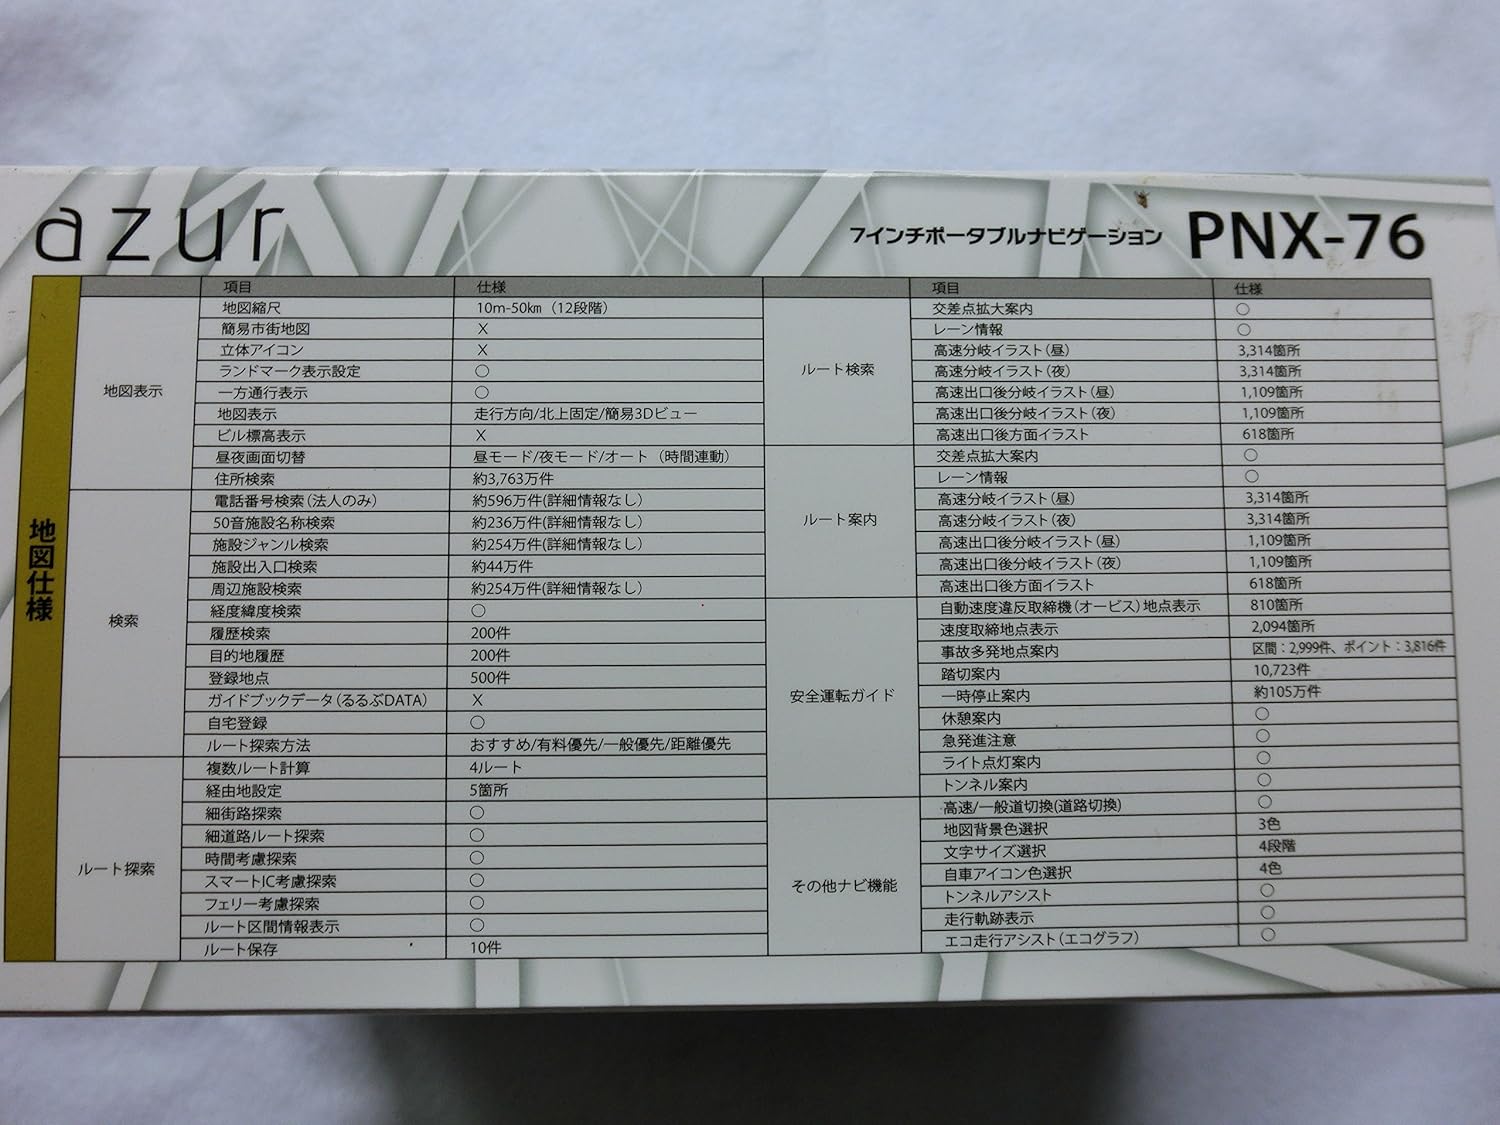 azur
7インチポータブルナビゲーション PNX-76
地図仕様
項目 仕様
地図表示
地図縮尺 10m-50km（12段階）
簡易市街地図 X
立体アイコン X
ランドマーク表示設定 ○
一方通行表示 ○
地図表示 走行方向/北上固定/簡易3Dビュー
ビル標高表示 X
昼夜画面切替 昼モード/夜モード/オート（時間連動）
住所検索 約3,763万件
検索
電話番号検索(法人のみ) 約596万件(詳細情報なし)
50音施設名称検索 約236万件(詳細情報なし)
施設ジャンル検索 約254万件(詳細情報なし)
施設出入口検索 約44万件
周辺施設検索 約254万件(詳細情報なし)
経度緯度検索 ○
履歴検索 200件
目的地履歴 200件
登録地点 500件
ガイドブックデータ(るるぶDATA) X
自宅登録 ○
ルート探索方法 おすすめ/有料優先/一般優先/距離優先
ルート探索
複数ルート計算 4ルート
経由地設定 5箇所
細街路探索 ○
細道路ルート探索 ○
時間考慮探索 ○
スマートIC考慮探索 ○
フェリー考慮探索 ○
ルート区間情報表示 ○
ルート保存 10件
項目 仕様
ルート検索
交差点拡大案内 ○
レーン情報 ○
高速分岐イラスト(昼) 3,314箇所
高速分岐イラスト(夜) 3,314箇所
高速出口後分岐イラスト(昼) 1,109箇所
高速出口後分岐イラスト(夜) 1,109箇所
高速出口後方面イラスト 618箇所
ルート案内
交差点拡大案内 ○
レーン情報 ○
高速分岐イラスト(昼) 3,314箇所
高速分岐イラスト(夜) 3,314箇所
高速出口後分岐イラスト(昼) 1,109箇所
高速出口後分岐イラスト(夜) 1,109箇所
高速出口後方面イラスト 618箇所
安全運転ガイド
自動速度違反取締機(オービス)地点表示 810箇所
速度取締地点表示 2,094箇所
事故多発地点案内 区間：2,999件、ポイント：3,816件
踏切案内 10,723件
一時停止案内 約105万件
休憩案内 ○
急発進注意 ○
ライト点灯案内 ○
トンネル案内 ○
その他ナビ機能
高速/一般道切換(道路切換) ○
地図背景色選択 3色
文字サイズ選択 4段階
自車アイコン色選択 4色
トンネルアシスト ○
走行軌跡表示 ○
エコ走行アシスト(エコグラフ) ○